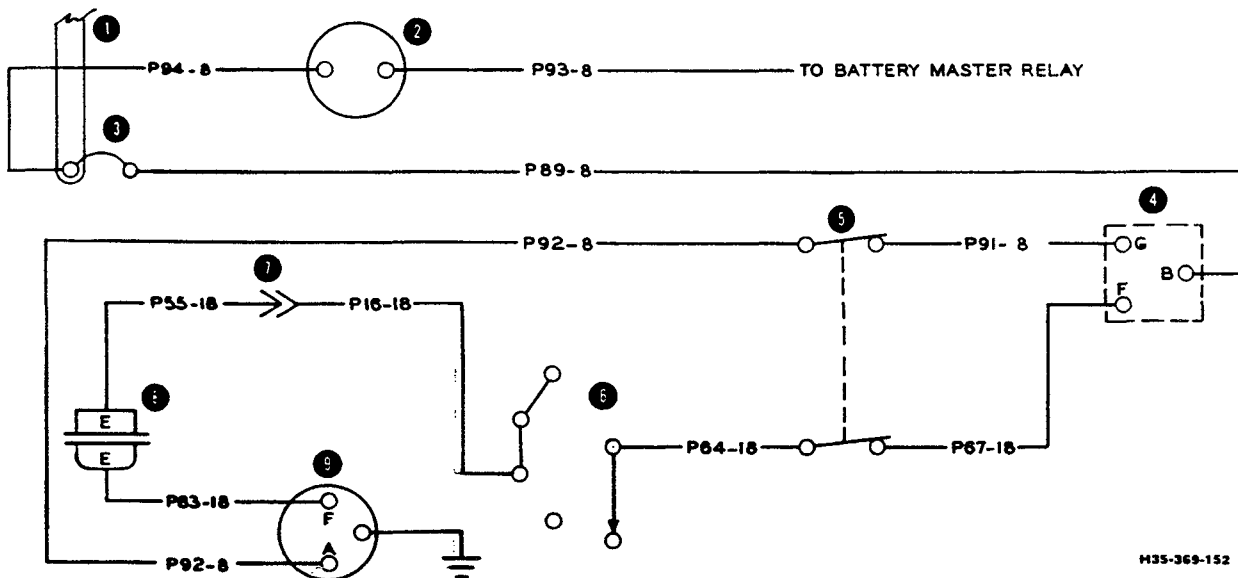 1
2
P94-8
P93-8
TO BATTERY MASTER RELAY
3
P89-8
4
5
P92-8
P91-8
G
B
F
7
P55-18
P16-18
6
8
E
E
P64-18
P67-18
9
P83-18
F
A
P92-8
H35-369-152